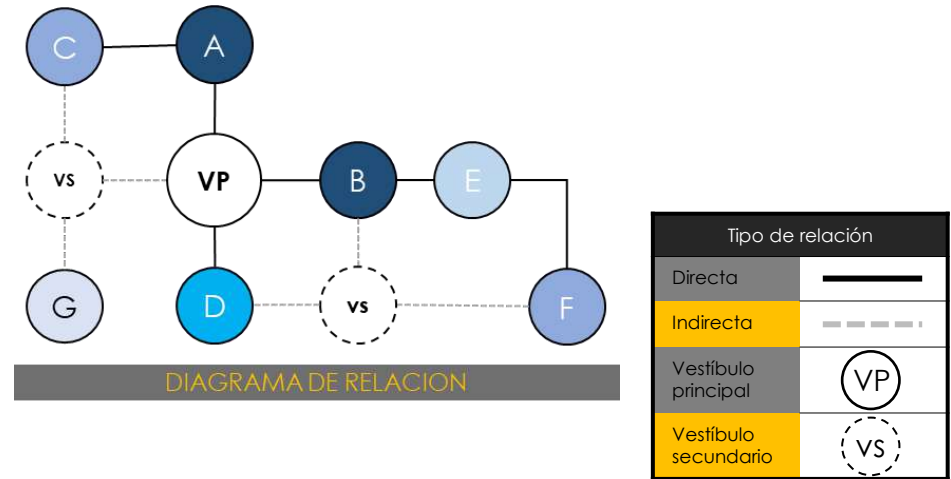 C
A
vs
VP
B
E
G
D
vs
F
DIAGRAMA DE RELACION
Tipo de relación
Directa
Indirecta
Vestíbulo
principal
VP
Vestíbulo
secundario
vs